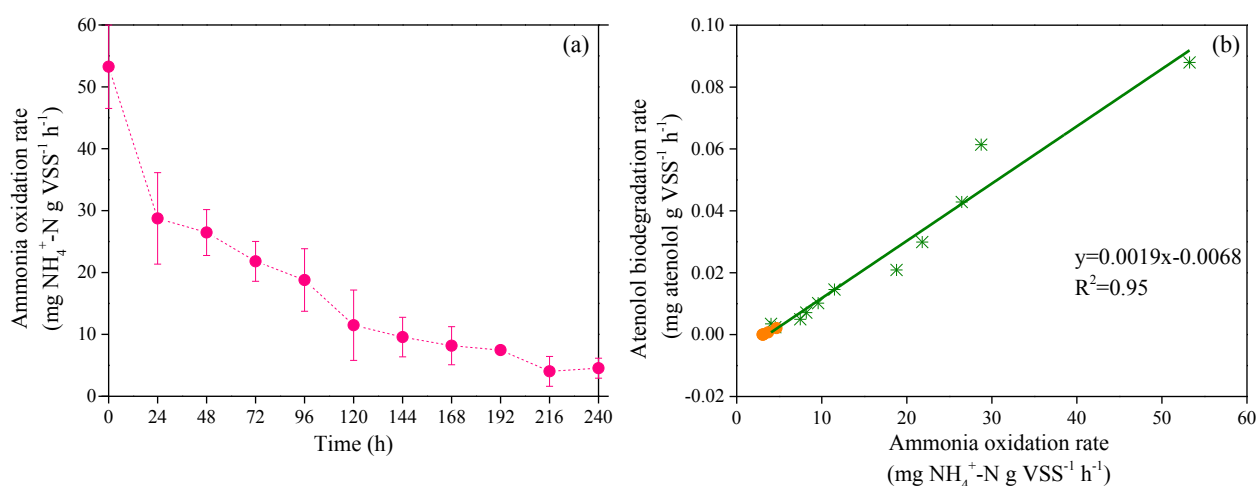 (a)
Ammonia oxidation rate
(mg NH₄⁺-N g VSS⁻¹ h⁻¹)
60
50
40
30
20
10
0
0 24 48 72 96 120 144 168 192 216 240
Time (h)
(b)
Atenolol biodegradation rate
(mg atenolol g VSS⁻¹ h⁻¹)
0.10
0.08
0.06
0.04
0.02
0.00
-0.02
y=0.0019x-0.0068
R²=0.95
0 10 20 30 40 50 60
Ammonia oxidation rate
(mg NH₄⁺-N g VSS⁻¹ h⁻¹)